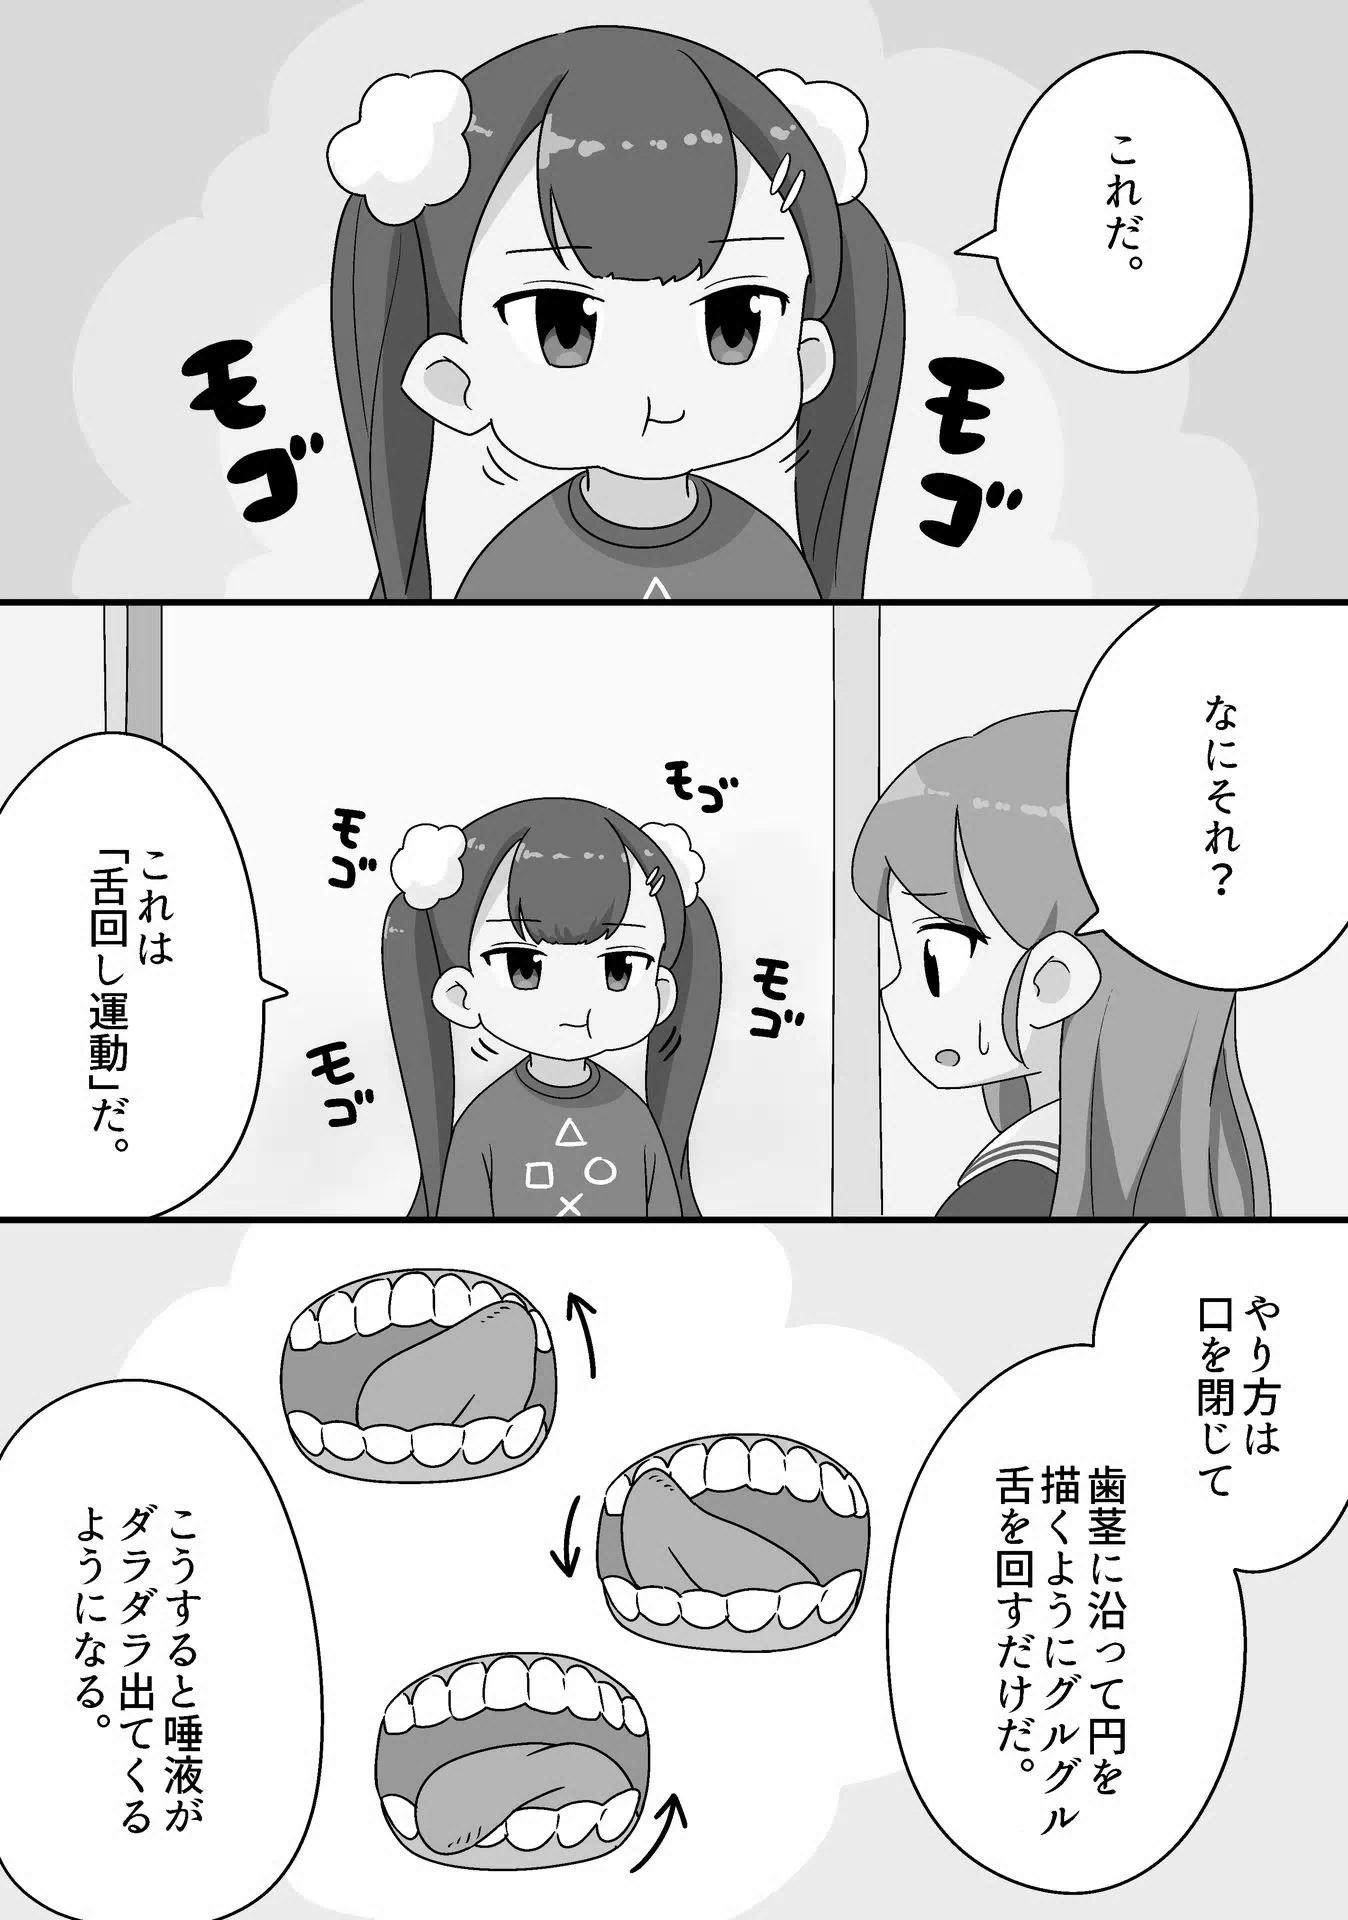 これだ。
モゴ
モゴ
なにそれ？
モゴ
モゴ
モゴ
モゴ
これは
「舌回し運動」だ。
やり方は
口を閉じて
歯茎に沿って円を
描くようにグルグル
舌を回すだけだ。
こうすると唾液が
ダラダラ出てくる
ようになる。